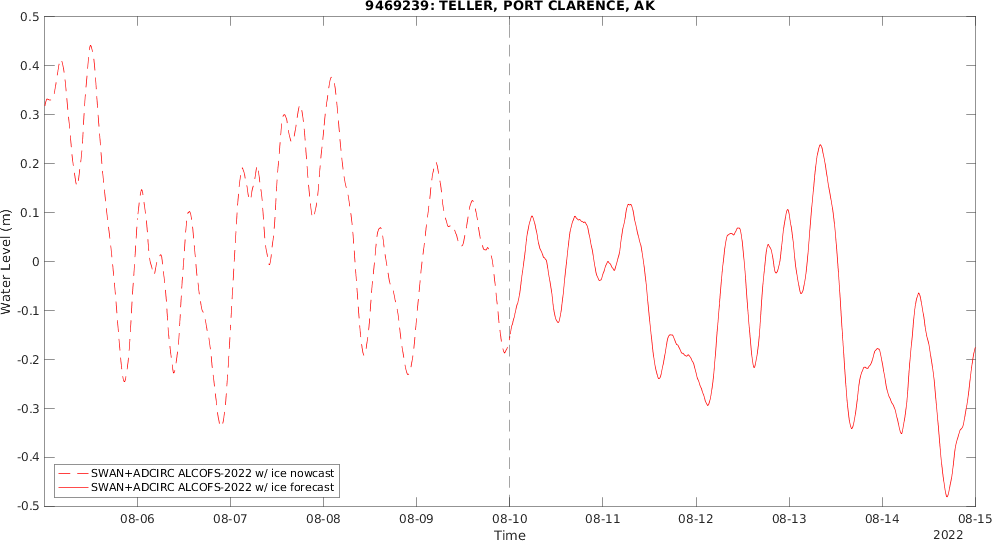 9469239: TELLER, PORT CLARENCE, AK
0.5
0.4
0.3
0.2
0.1
0
-0.1
-0.2
-0.3
-0.4
-0.5
Water Level (m)
SWAN+ADCIRC ALCOFS-2022 w/ ice nowcast
SWAN+ADCIRC ALCOFS-2022 w/ ice forecast
08-06 08-07 08-08 08-09 08-10 08-11 08-12 08-13 08-14 08-15
Time
2022